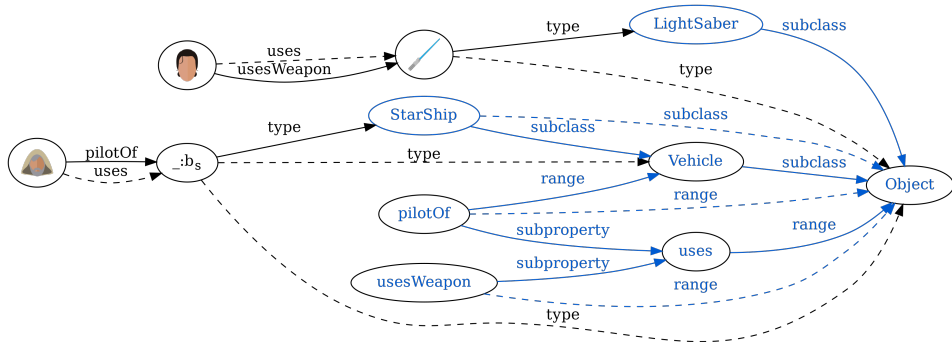 type
LightSaber
subclass
uses
usesWeapon
type
StarShip
subclass
type
subclass
pilotOf
uses
_:bs
type
Vehicle
subclass
Object
range
range
pilotOf
subproperty
uses
range
subproperty
usesWeapon
range
type